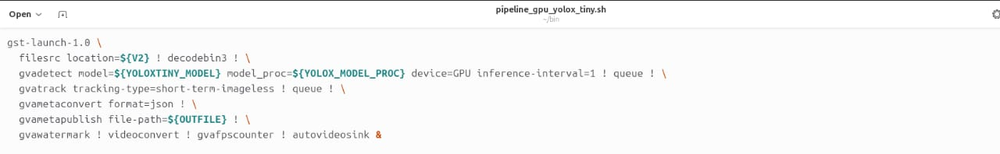 Open
pipeline_gpu_yolox_tiny.sh
~/bin
gst-launch-1.0 \
filesrc location=${V2} ! decodebin3 ! \
gvadetect model=${YOLOXTINY_MODEL} model_proc=${YOLOX_MODEL_PROC} device=GPU inference-interval=1 ! queue ! \
gvatrack tracking-type=short-term-imageless ! queue ! \
gvametaconvert format=json ! \
gvametapublish file-path=${OUTFILE} ! \
gvawatermark ! videoconvert ! gvafpscounter ! autovideosink &